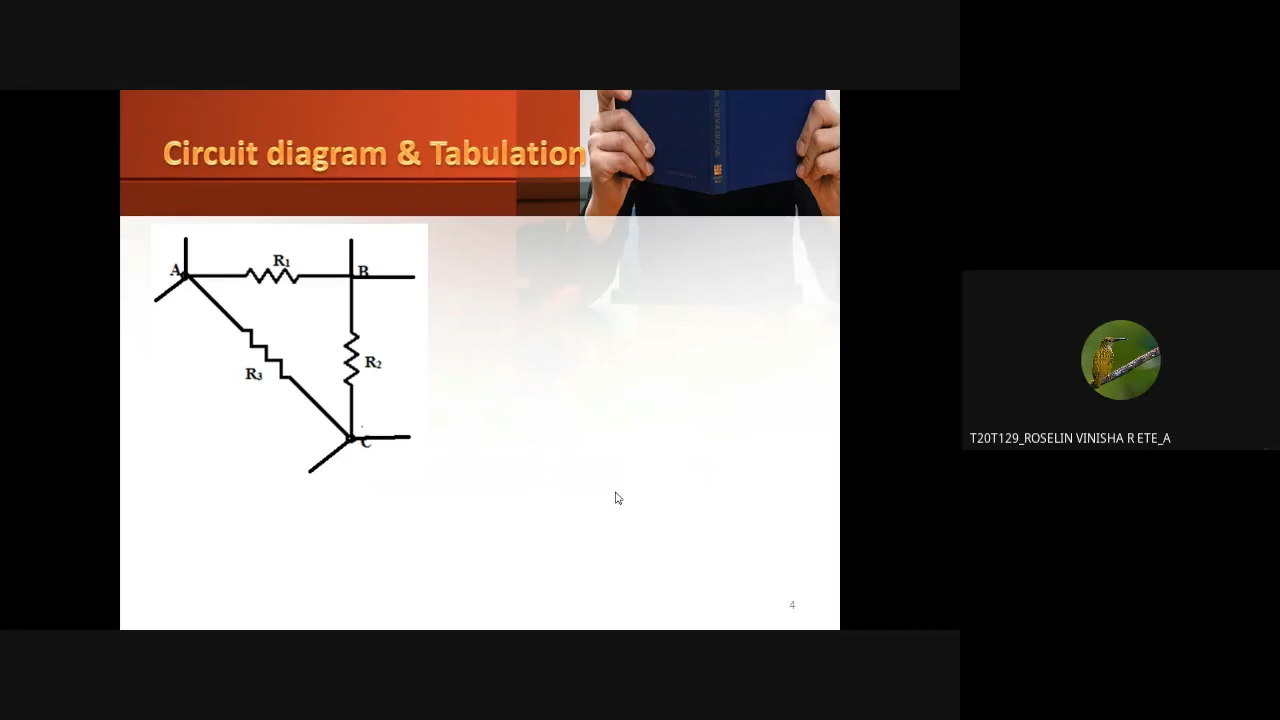 Circuit diagram & Tabulation
A
R1
B
R2
R3
C
4
T20T129_ROSELIN VINISHA R ETE_A